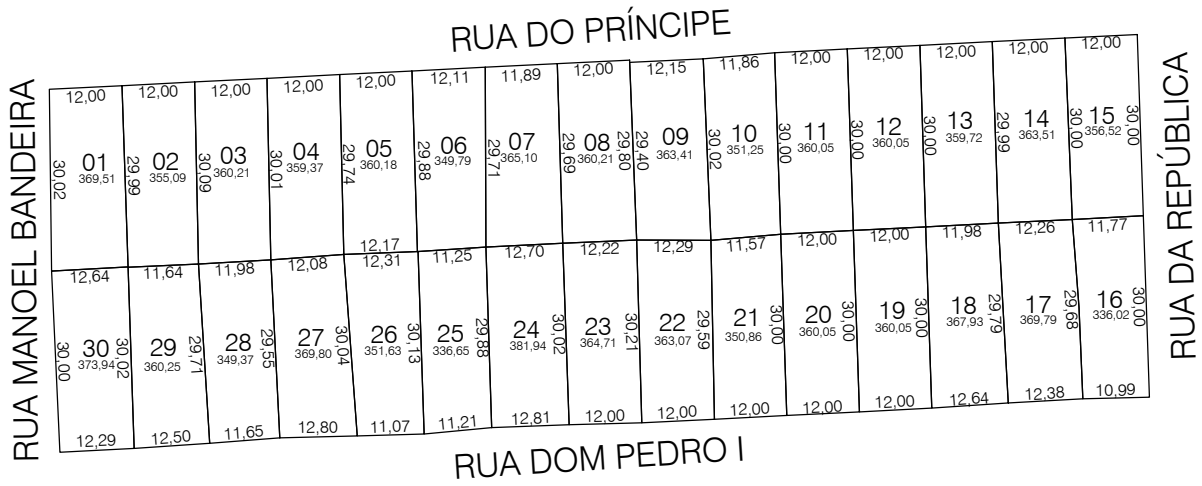 RUA DO PRÍNCIPE
RUA MANOEL BANDEIRA
RUA DA REPÚBLICA
12,00 12,00 12,00 12,00 12,00 12,11 11,89 12,00 12,15 11,86 12,00 12,00 12,00 12,00 12,00
01 02 03 04 05 06 07 08 09 10 11 12 13 14 15
369,51 355,09 360,21 359,37 360,18 349,79 365,10 360,21 363,41 351,25 360,05 360,05 359,72 363,51 356,52
30,02 29,99 30,09 30,01 29,74 29,88 29,71 29,69 29,80 29,40 30,02 30,00 30,00 30,00 29,99 30,00 30,00
12,17
12,64 11,64 11,98 12,08 12,31 11,25 12,70 12,22 12,29 11,57 12,00 12,00 11,98 12,26 11,77
30 29 28 27 26 25 24 23 22 21 20 19 18 17 16
373,94 360,25 349,37 369,80 351,63 336,65 381,94 364,71 363,07 350,86 360,05 360,05 367,93 369,79 336,02
30,00 30,02 29,71 29,55 30,04 30,13 29,88 30,02 30,21 29,59 30,00 30,00 30,00 29,79 29,68 30,00
12,29 12,50 11,65 12,80 11,07 11,21 12,81 12,00 12,00 12,00 12,00 12,00 12,64 12,38 10,99
RUA DOM PEDRO I